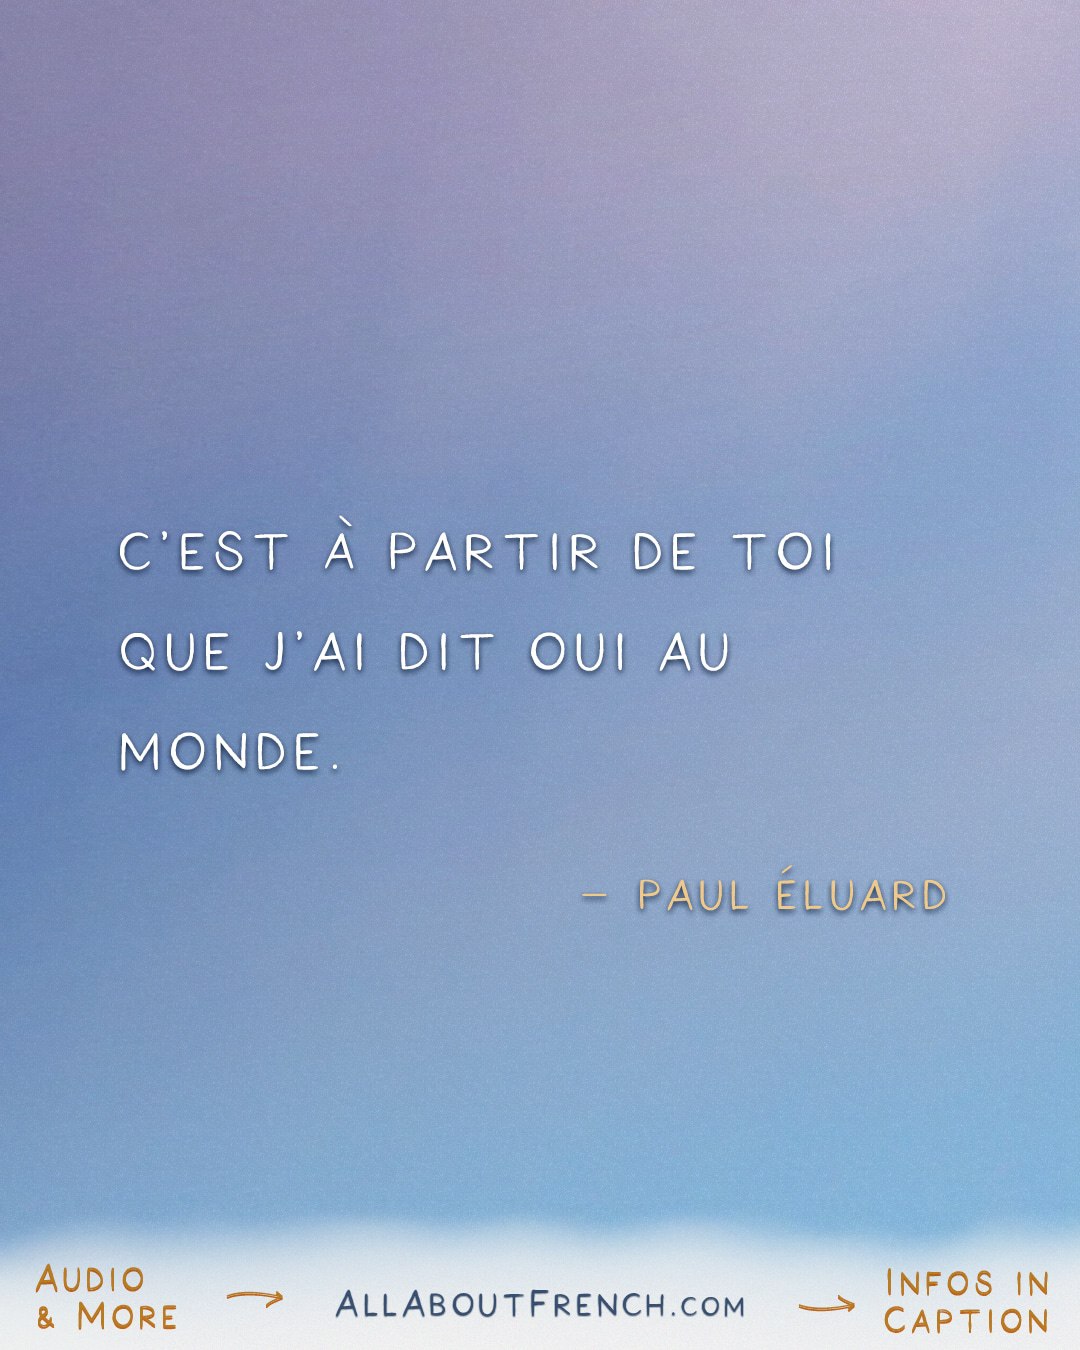 C'EST À PARTIR DE TOI
QUE J'AI DIT OUI AU
MONDE.
– PAUL ÉLUARD
AUDIO
& MORE
ALLABOUTFRENCH.COM
INFOS IN
CAPTION